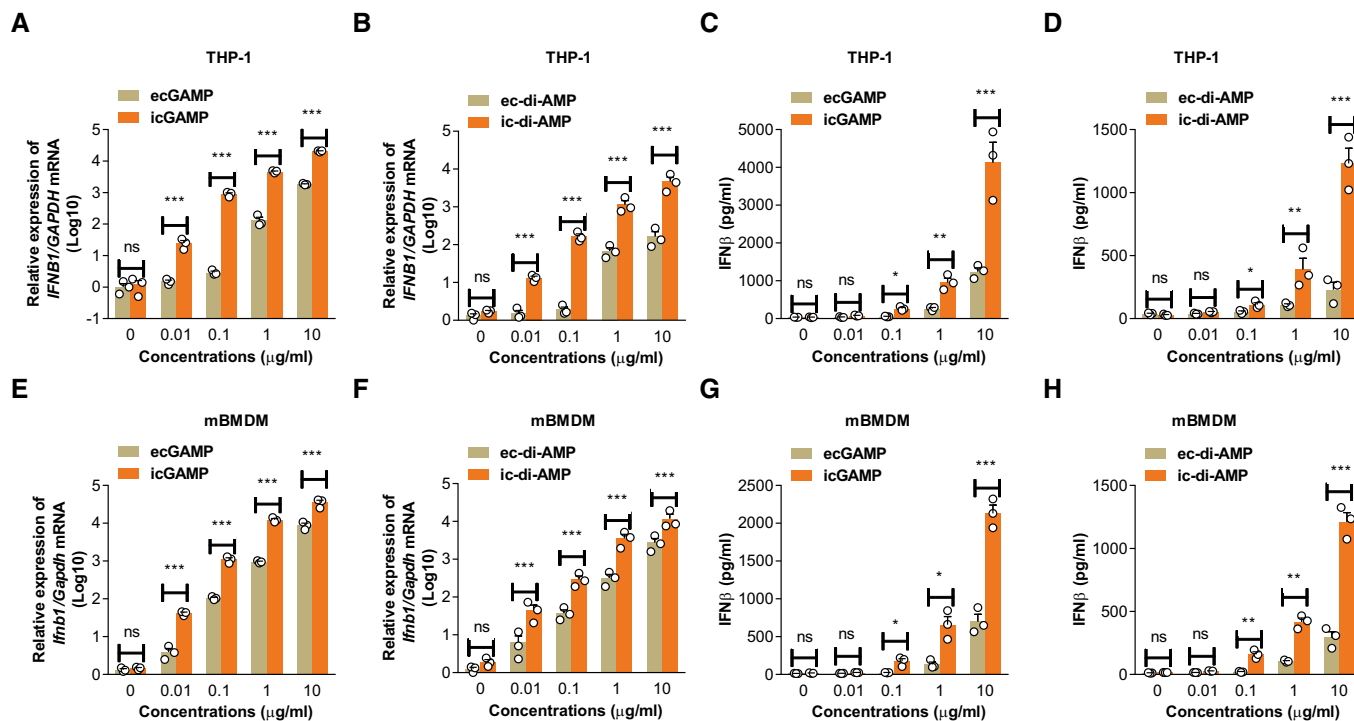 A
THP-1
ecGAMP
icGAMP
Relative expression of
IFNB1/GAPDH mRNA
(Log10)
5
4
3
2
1
0
-1
ns
***
***
***
***
0
0.01
0.1
1
10
Concentrations (μg/ml)
B
THP-1
ec-di-AMP
ic-di-AMP
Relative expression of
IFNB1/GAPDH mRNA
(Log10)
5
4
3
2
1
0
ns
***
***
***
***
0
0.01
0.1
1
10
Concentrations (μg/ml)
C
THP-1
ecGAMP
icGAMP
IFNβ (pg/ml)
5000
4000
3000
2000
1000
0
ns
ns
*
**
***
0
0.01
0.1
1
10
Concentrations (μg/ml)
D
THP-1
ec-di-AMP
ic-di-AMP
IFNβ (pg/ml)
1500
1000
500
0
ns
ns
*
**
***
0
0.01
0.1
1
10
Concentrations (μg/ml)
E
mBMDM
ecGAMP
icGAMP
Relative expression of
Ifnb1/Gapdh mRNA
(Log10)
5
4
3
2
1
0
ns
***
***
***
***
0
0.01
0.1
1
10
Concentrations (μg/ml)
F
mBMDM
ec-di-AMP
ic-di-AMP
Relative expression of
Ifnb1/Gapdh mRNA
(Log10)
5
4
3
2
1
0
ns
***
***
***
***
0
0.01
0.1
1
10
Concentrations (μg/ml)
G
mBMDM
ecGAMP
icGAMP
IFNβ (pg/ml)
2500
2000
1500
1000
500
0
ns
ns
*
*
***
0
0.01
0.1
1
10
Concentrations (μg/ml)
H
mBMDM
ec-di-AMP
ic-di-AMP
IFNβ (pg/ml)
1500
1000
500
0
ns
ns
**
**
***
0
0.01
0.1
1
10
Concentrations (μg/ml)